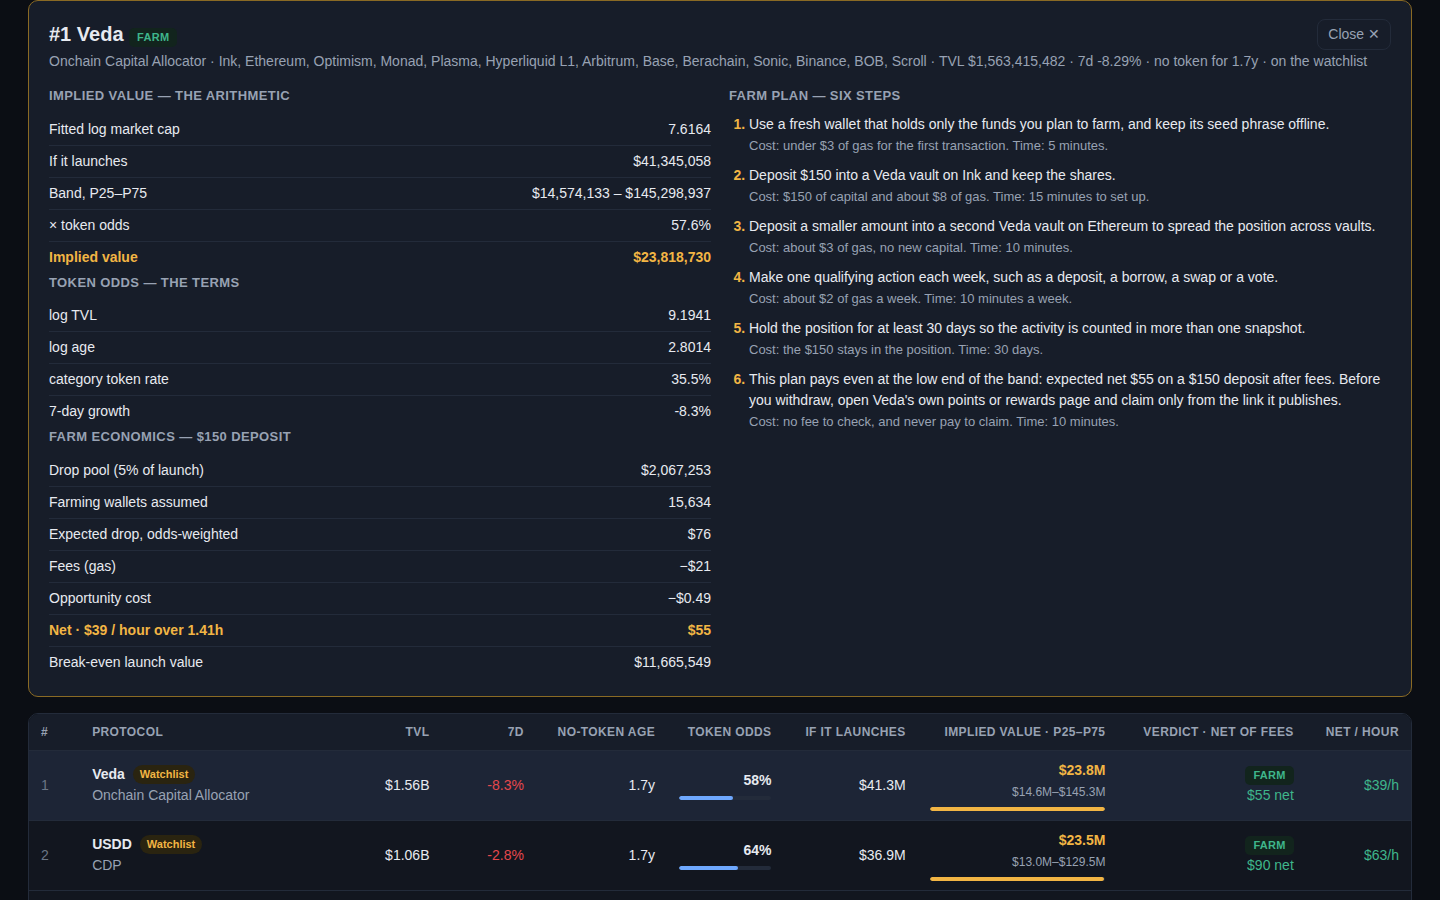 #1 Veda FARM
Close ✕
Onchain Capital Allocator · Ink, Ethereum, Optimism, Monad, Plasma, Hyperliquid L1, Arbitrum, Base, Berachain, Sonic, Binance, BOB, Scroll · TVL $1,563,415,482 · 7d -8.29% · no token for 1.7y · on the watchlist
IMPLIED VALUE — THE ARITHMETIC
Fitted log market cap 7.6164
If it launches $41,345,058
Band, P25–P75 $14,574,133 – $145,298,937
× token odds 57.6%
Implied value $23,818,730
TOKEN ODDS — THE TERMS
log TVL 9.1941
log age 2.8014
category token rate 35.5%
7-day growth -8.3%
FARM ECONOMICS — $150 DEPOSIT
Drop pool (5% of launch) $2,067,253
Farming wallets assumed 15,634
Expected drop, odds-weighted $76
Fees (gas) −$21
Opportunity cost −$0.49
Net · $39 / hour over 1.41h $55
Break-even launch value $11,665,549
FARM PLAN — SIX STEPS
1. Use a fresh wallet that holds only the funds you plan to farm, and keep its seed phrase offline.
Cost: under $3 of gas for the first transaction. Time: 5 minutes.
2. Deposit $150 into a Veda vault on Ink and keep the shares.
Cost: $150 of capital and about $8 of gas. Time: 15 minutes to set up.
3. Deposit a smaller amount into a second Veda vault on Ethereum to spread the position across vaults.
Cost: about $3 of gas, no new capital. Time: 10 minutes.
4. Make one qualifying action each week, such as a deposit, a borrow, a swap or a vote.
Cost: about $2 of gas a week. Time: 10 minutes a week.
5. Hold the position for at least 30 days so the activity is counted in more than one snapshot.
Cost: the $150 stays in the position. Time: 30 days.
6. This plan pays even at the low end of the band: expected net $55 on a $150 deposit after fees. Before
you withdraw, open Veda's own points or rewards page and claim only from the link it publishes.
Cost: no fee to check, and never pay to claim. Time: 10 minutes.
# PROTOCOL TVL 7D NO-TOKEN AGE TOKEN ODDS IF IT LAUNCHES IMPLIED VALUE · P25–P75 VERDICT · NET OF FEES NET / HOUR
1 Veda Watchlist $1.56B -8.3% 1.7y 58% $41.3M $23.8M FARM $39/h
Onchain Capital Allocator $14.6M–$145.3M $55 net
2 USDD Watchlist $1.06B -2.8% 1.7y 64% $36.9M $23.5M FARM $63/h
CDP $13.0M–$129.5M $90 net